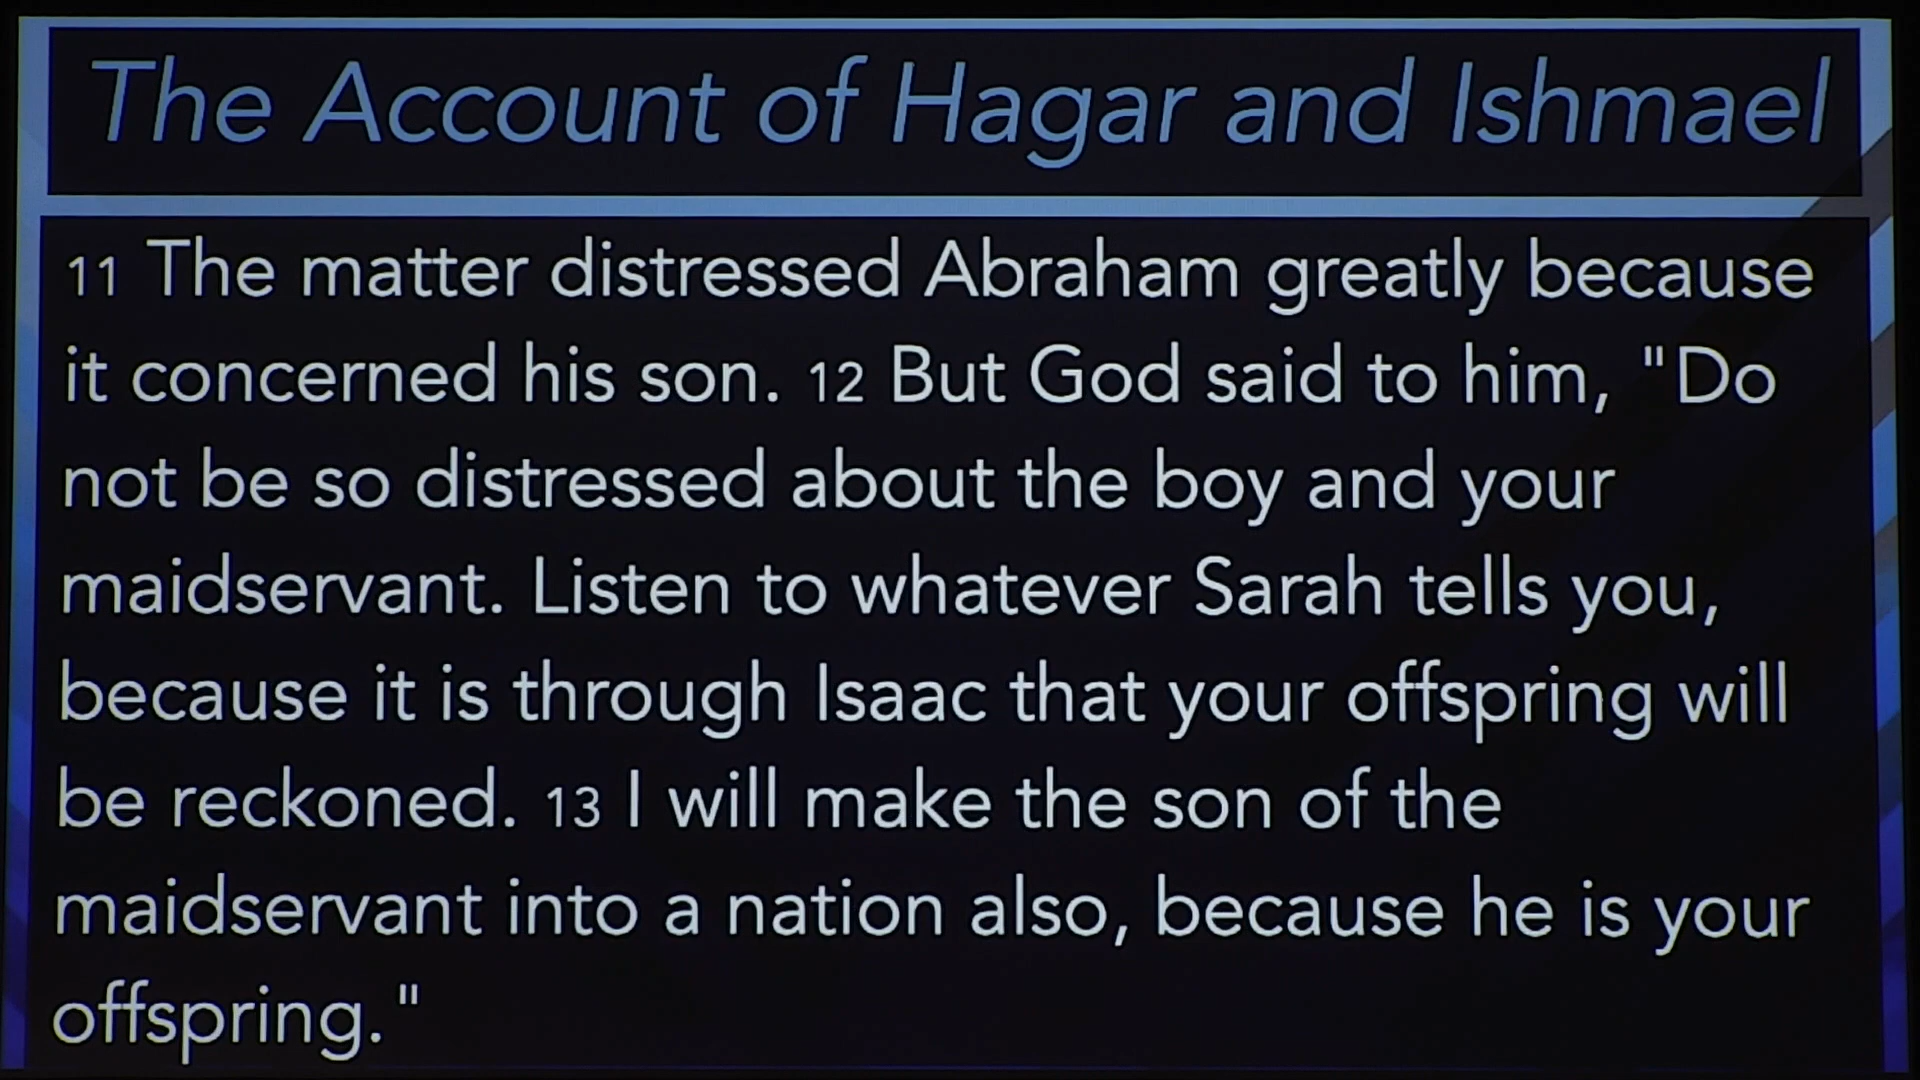 The Account of Hagar and Ishmael
11 The matter distressed Abraham greatly because
it concerned his son. 12 But God said to him, "Do
not be so distressed about the boy and your
maidservant. Listen to whatever Sarah tells you,
because it is through Isaac that your offspring will
be reckoned. 13 I will make the son of the
maidservant into a nation also, because he is your
offspring."